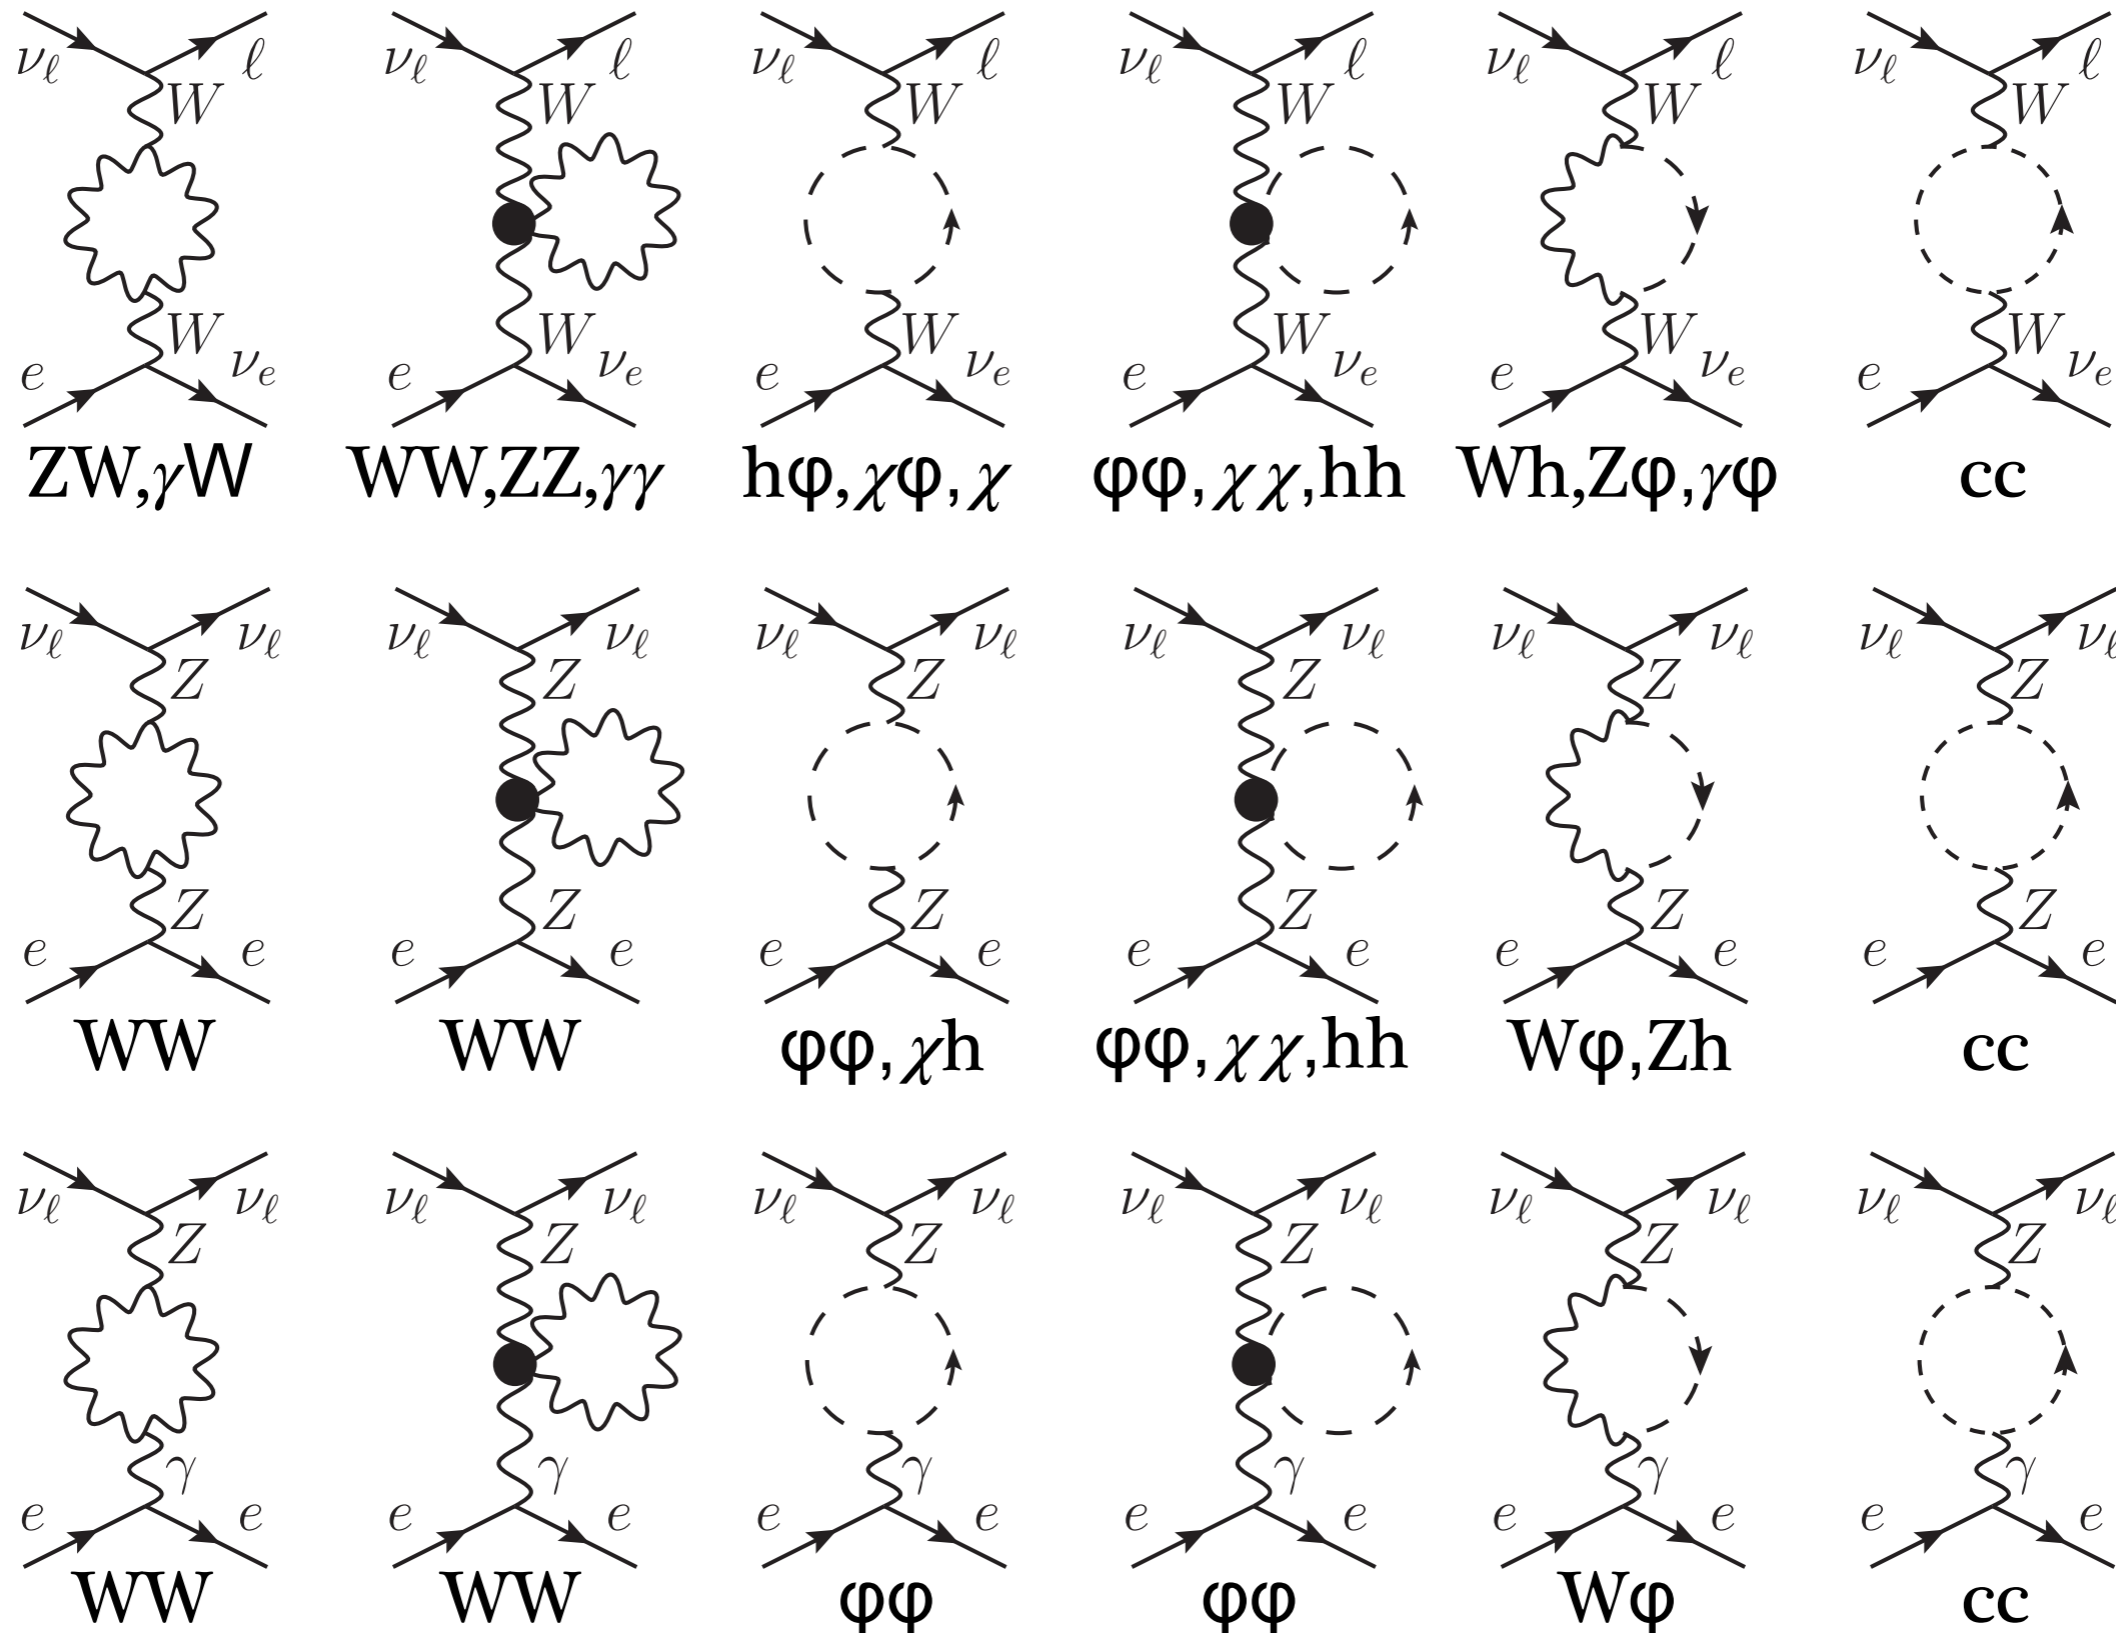 νℓ ℓ νℓ ℓ νℓ ℓ νℓ ℓ νℓ ℓ νℓ ℓ
W W W W W W
W W W W W W
e νe e νe e νe e νe e νe e νe
ZW,γW WW,ZZ,γγ hφ,χφ,χ φφ,χχ,hh Wh,Zφ,γφ cc
νℓ νℓ νℓ νℓ νℓ νℓ νℓ νℓ νℓ νℓ νℓ νℓ
Z Z Z Z Z Z
Z Z Z Z Z Z
e e e e e e e e e e e e
WW WW φφ,χh φφ,χχ,hh Wφ,Zh cc
νℓ νℓ νℓ νℓ νℓ νℓ νℓ νℓ νℓ νℓ νℓ νℓ
Z Z Z Z Z Z
γ γ γ γ γ γ
e e e e e e e e e e e e
WW WW φφ φφ Wφ cc